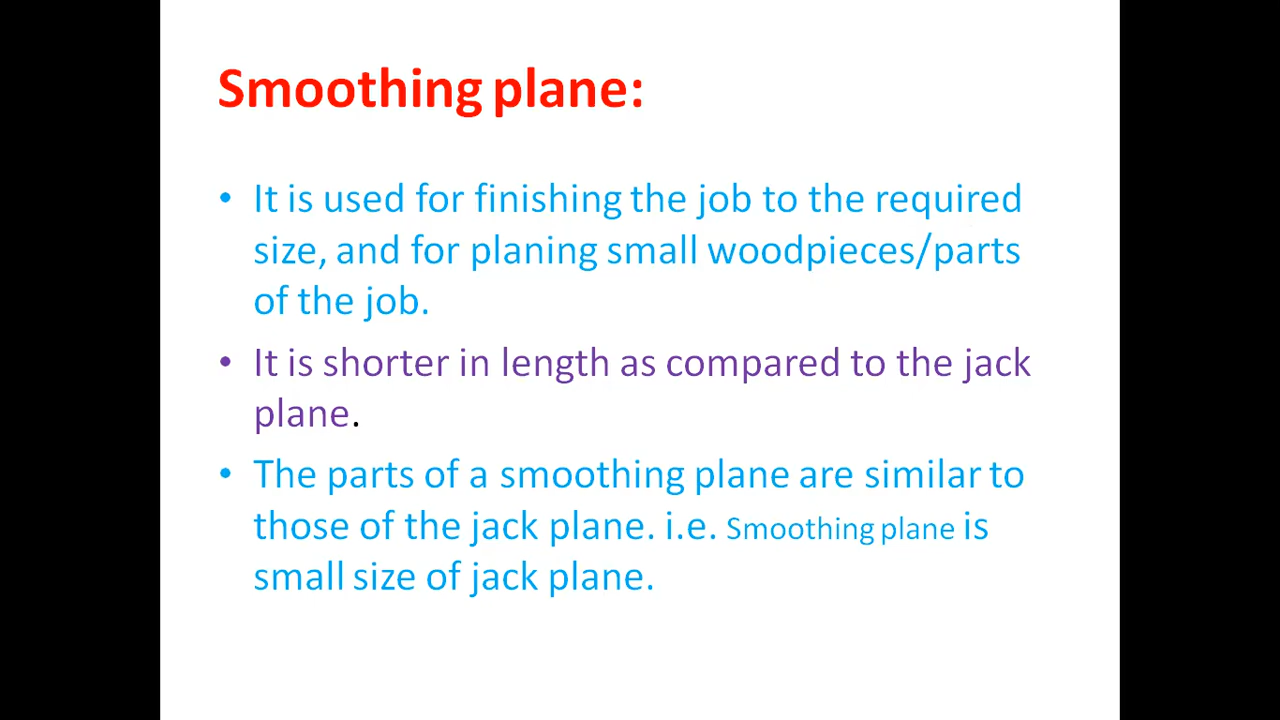 Smoothing plane:
• It is used for finishing the job to the required
size, and for planing small woodpieces/parts
of the job.
• It is shorter in length as compared to the jack
plane.
• The parts of a smoothing plane are similar to
those of the jack plane. i.e. Smoothing plane is
small size of jack plane.